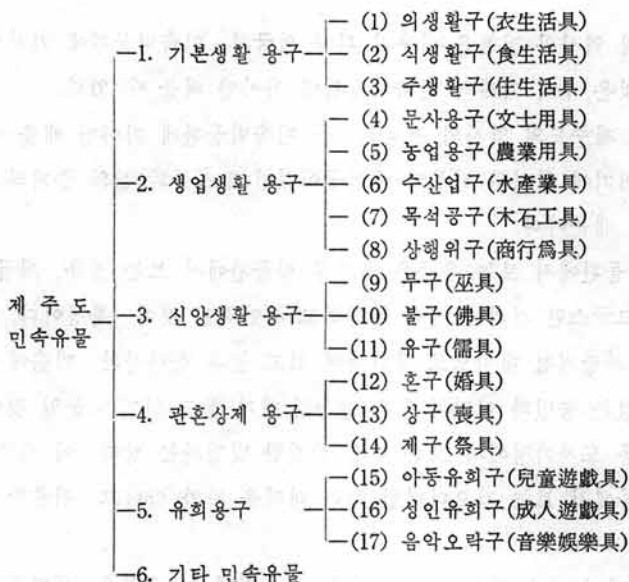 (1) 의생활구(衣生活具)
1. 기본생활 용구
(2) 식생활구(食生活具)
(3) 주생활구(住生活具)
(4) 문사용구(文士用具)
(5) 농업용구(農業用具)
2. 생업생활 용구
(6) 수산업구(水產業具)
(7) 목석공구(木石工具)
(8) 상행위구(商行爲具)
제 주 도
민속유물
(9) 무구(巫具)
3. 신앙생활 용구
(10) 불구(佛具)
(11) 유구(儒具)
(12) 혼구(婚具)
4. 관혼상제 용구
(13) 상구(喪具)
(14) 제구(祭具)
(15) 아동유희구(兒童遊戲具)
5. 유희용구
(16) 성인유희구(成人遊戲具)
(17) 음악오락구(音樂娛樂具)
6. 기타 민속유물